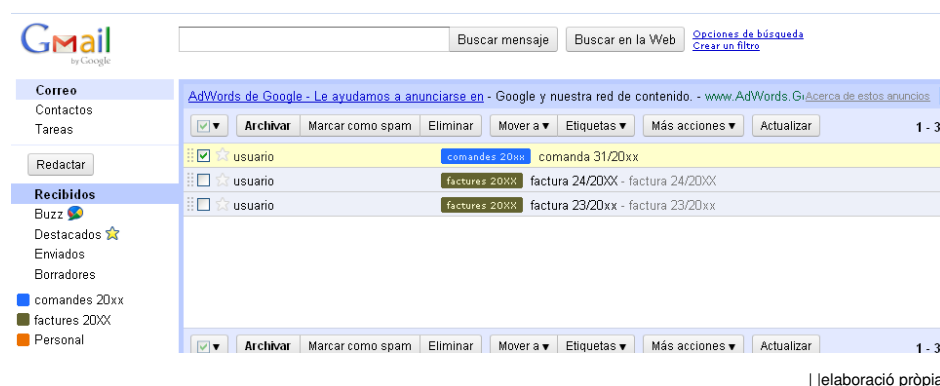 Gmail
by Google
Buscar mensaje Buscar en la Web Opciones de búsqueda
Crear un filtro
Correo
Contactos
Tareas
Redactar
Recibidos
Buzz
Destacados
Enviados
Borradores
comandes 20xx
factures 20XX
Personal
AdWords de Google - Le ayudamos a anunciarse en - Google y nuestra red de contenido. - www.AdWords.G Acerca de estos anuncios
Archivar Marcar como spam Eliminar Mover a Etiquetas Más acciones Actualizar 1 - 3
usuario comandes 20xx comanda 31/20xx
usuario factures 20XX factura 24/20XX - factura 24/20XX
usuario factures 20XX factura 23/20xx - factura 23/20xx
Archivar Marcar como spam Eliminar Mover a Etiquetas Más acciones Actualizar 1 - 3
| |elaboració pròpia